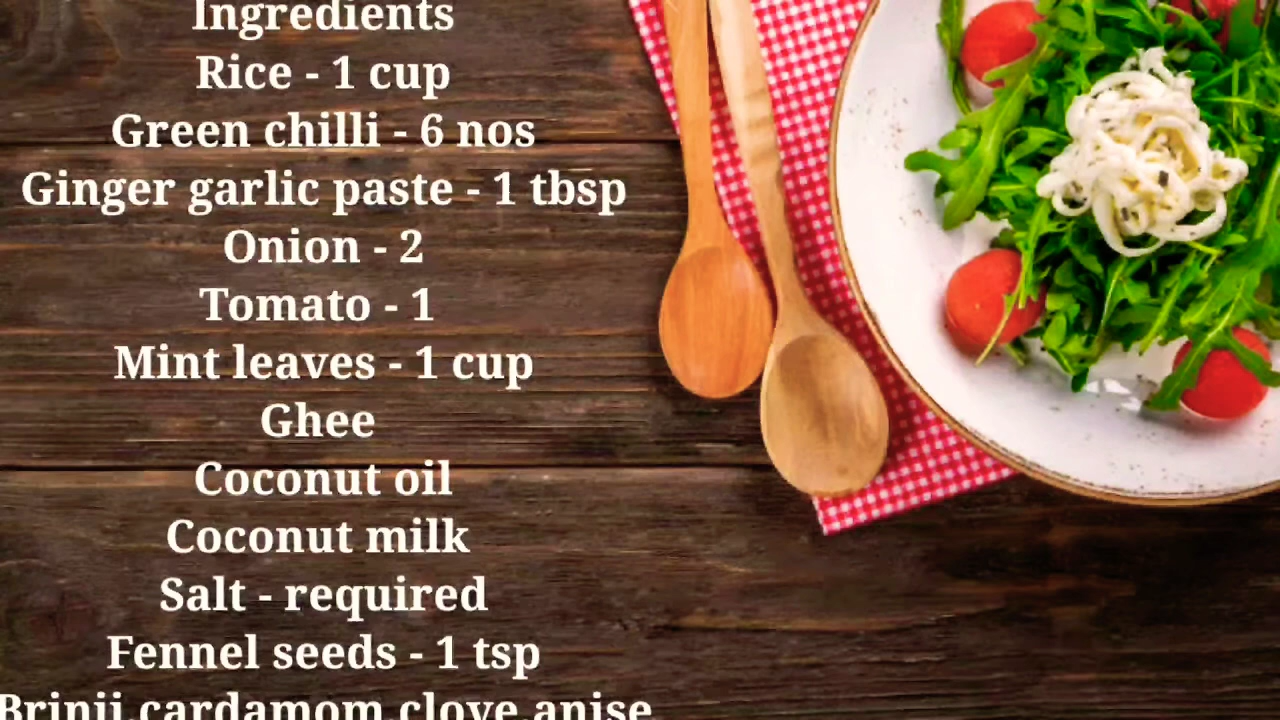 Ingredients
Rice - 1 cup
Green chilli - 6 nos
Ginger garlic paste - 1 tbsp
Onion - 2
Tomato - 1
Mint leaves - 1 cup
Ghee
Coconut oil
Coconut milk
Salt - required
Fennel seeds - 1 tsp
Brinji,cardamom,clove,anise